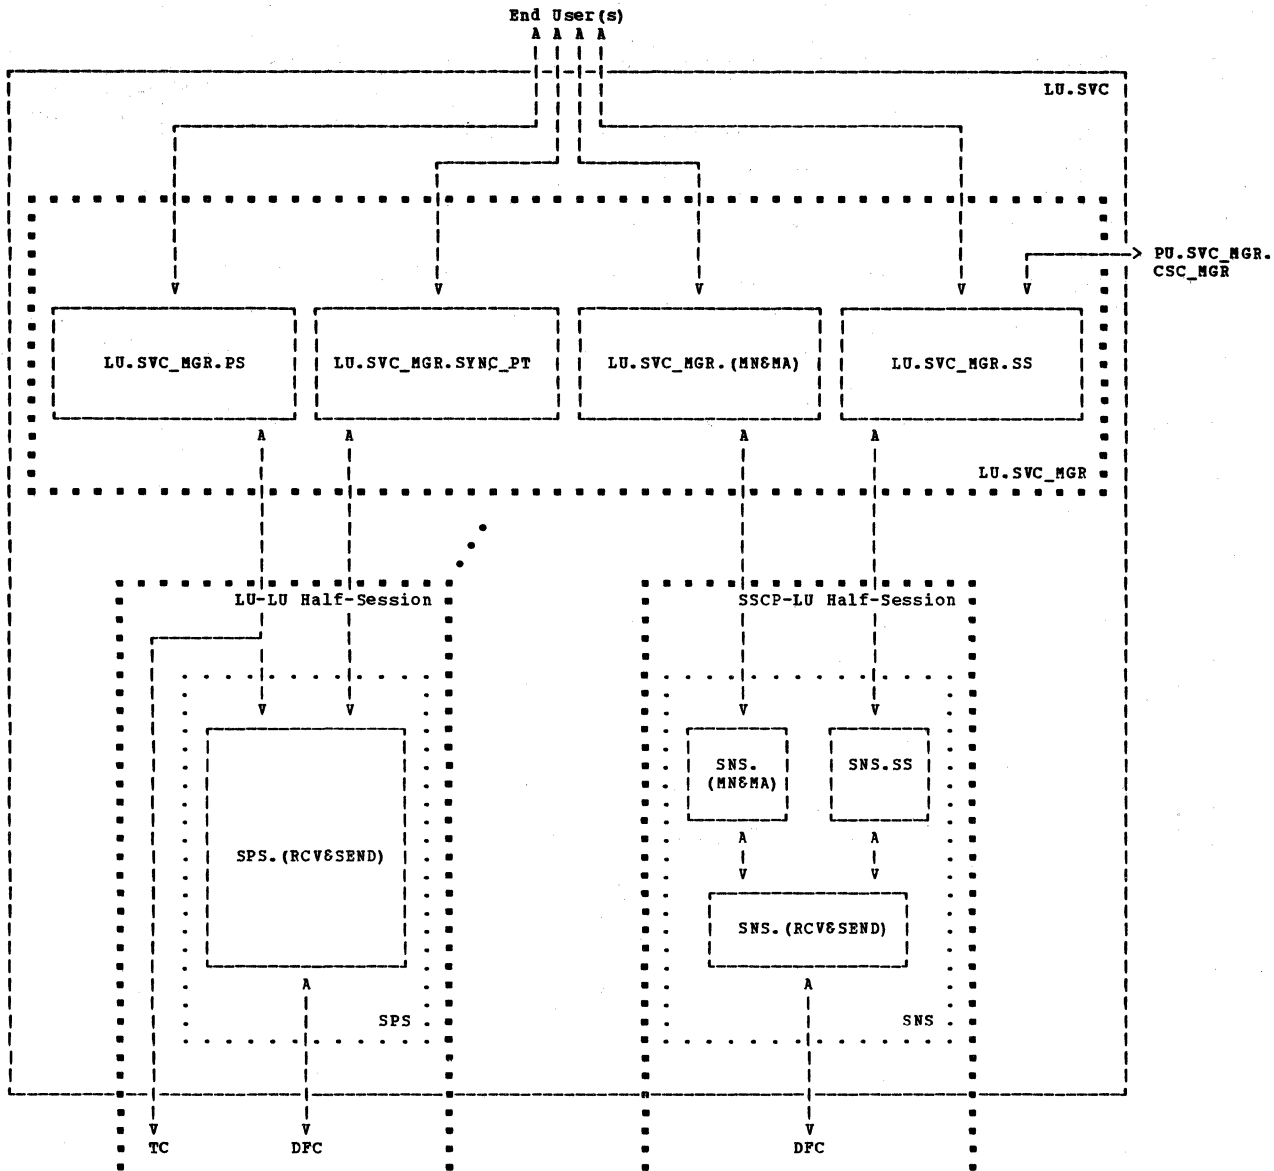 End User(s)
LU.SVC
PU.SVC_MGR.
CSC_MGR
LU.SVC_MGR.PS
LU.SVC_MGR.SYNC_PT
LU.SVC_MGR.(MN&MA)
LU.SVC_MGR.SS
LU.SVC_MGR
LU-LU Half-Session
SSCP-LU Half-Session
SNS.
(MN&MA)
SNS.SS
SPS.(RCV&SEND)
SNS.(RCV&SEND)
SPS
SNS
TC
DFC
DFC